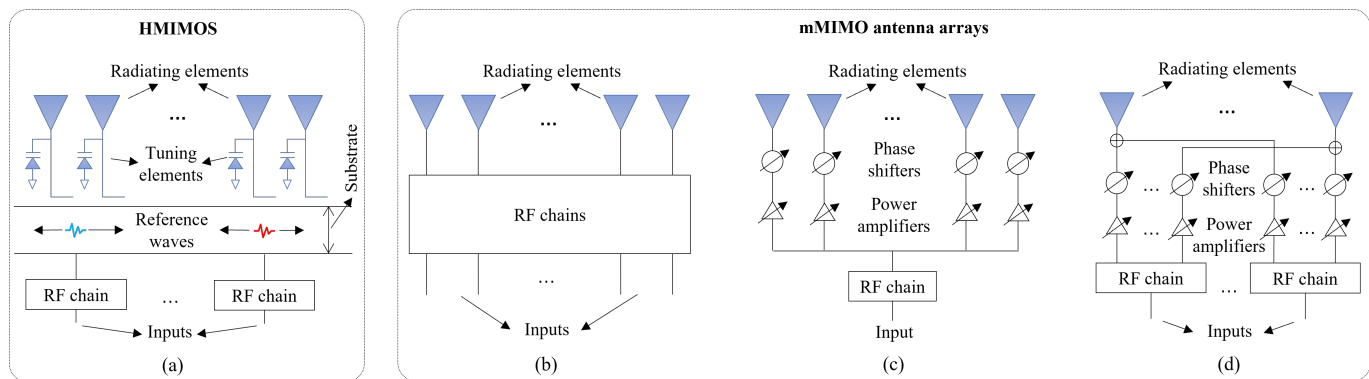 HMIMOS
Radiating elements
...
Tuning
elements
Substrate
Reference
waves
RF chain
...
RF chain
Inputs
(a)
mMIMO antenna arrays
Radiating elements
...
RF chains
...
Inputs
(b)
Radiating elements
...
Phase
shifters
Power
amplifiers
RF chain
Input
(c)
Radiating elements
...
Phase
... shifters ...
Power
... amplifiers ...
RF chain ... RF chain
Inputs
(d)